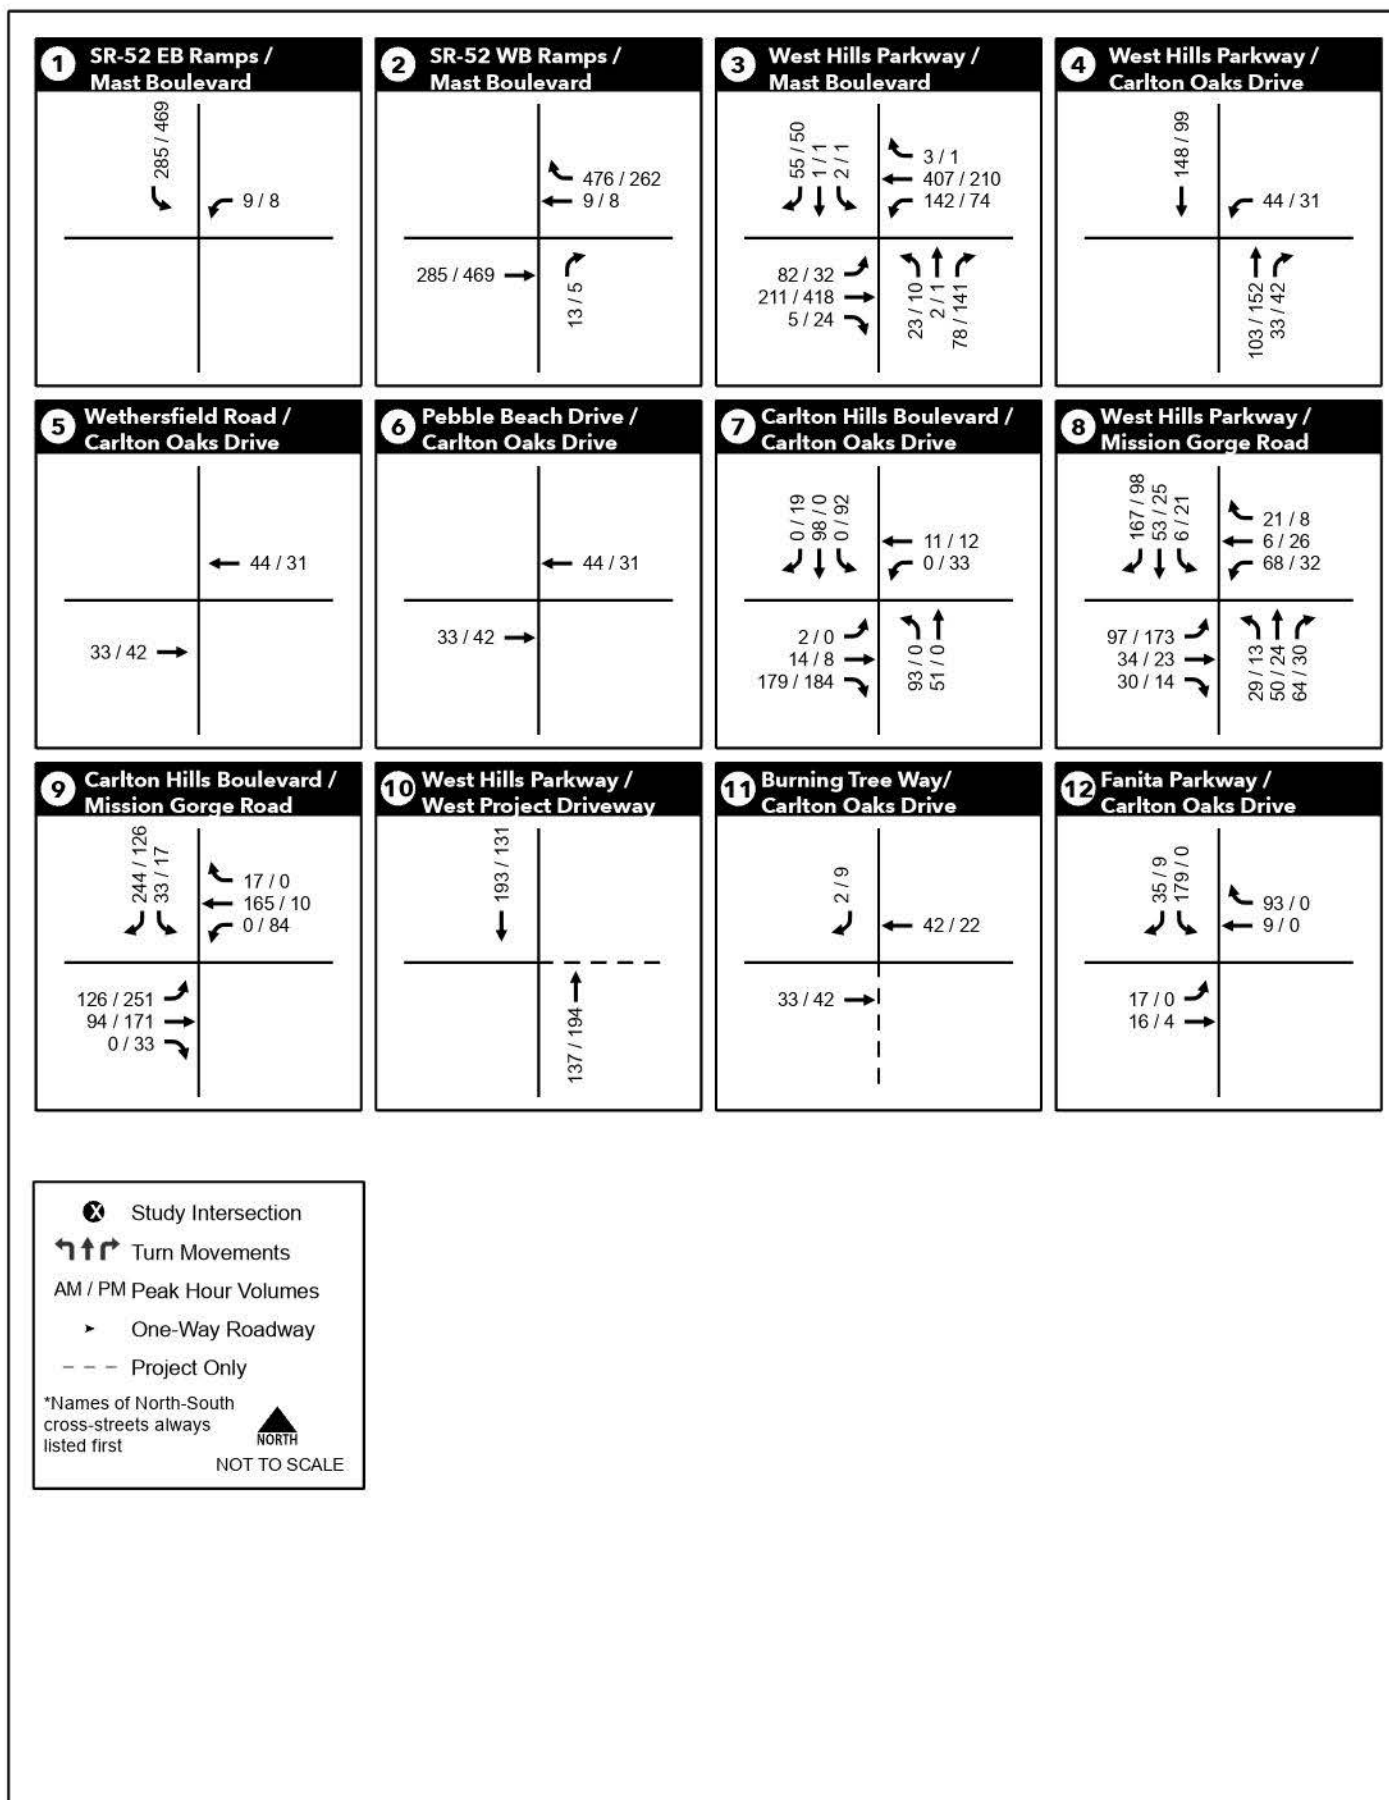 1 SR-52 EB Ramps /
Mast Boulevard
285 / 469
9 / 8
2 SR-52 WB Ramps /
Mast Boulevard
476 / 262
9 / 8
285 / 469
13 / 5
3 West Hills Parkway /
Mast Boulevard
55 / 50
1 / 1
2 / 1
3 / 1
407 / 210
142 / 74
82 / 32
211 / 418
5 / 24
23 / 10
2 / 1
78 / 141
4 West Hills Parkway /
Carlton Oaks Drive
148 / 99
44 / 31
103 / 152
33 / 42
5 Wethersfield Road /
Carlton Oaks Drive
44 / 31
33 / 42
6 Pebble Beach Drive /
Carlton Oaks Drive
44 / 31
33 / 42
7 Carlton Hills Boulevard /
Carlton Oaks Drive
0 / 19
98 / 0
0 / 92
11 / 12
0 / 33
2 / 0
14 / 8
179 / 184
93 / 0
51 / 0
8 West Hills Parkway /
Mission Gorge Road
167 / 98
53 / 25
6 / 21
21 / 8
6 / 26
68 / 32
97 / 173
34 / 23
30 / 14
29 / 13
50 / 24
64 / 30
9 Carlton Hills Boulevard /
Mission Gorge Road
244 / 126
33 / 17
17 / 0
165 / 10
0 / 84
126 / 251
94 / 171
0 / 33
10 West Hills Parkway /
West Project Driveway
193 / 131
137 / 194
11 Burning Tree Way/
Carlton Oaks Drive
2 / 9
42 / 22
33 / 42
12 Fanita Parkway /
Carlton Oaks Drive
35 / 9
179 / 0
93 / 0
9 / 0
17 / 0
16 / 4
X Study Intersection
Turn Movements
AM / PM Peak Hour Volumes
One-Way Roadway
Project Only
*Names of North-South
cross-streets always
listed first
NORTH
NOT TO SCALE